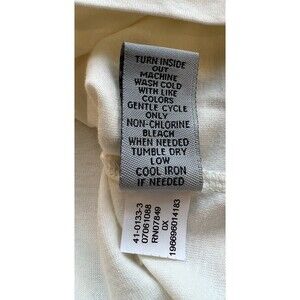 TURN INSIDE
OUT
MACHINE
WASH COLD
WITH LIKE
COLORS
GENTLE CYCLE
ONLY
NON-CHLORINE
BLEACH
WHEN NEEDED
TUMBLE DRY
LOW
COOL IRON
IF NEEDED
41-0133-3
07061088
RN07849
0X
196696014183